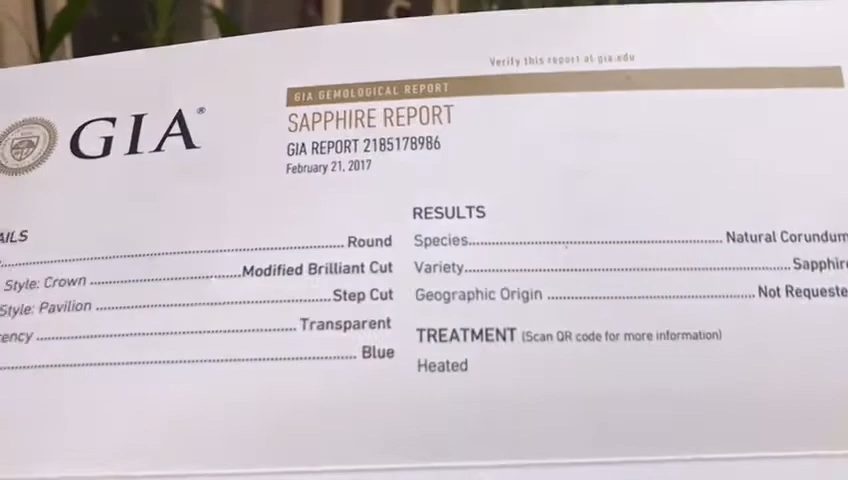 Verify this report at gia.edu
GIA GEMOLOGICAL REPORT
GIA®
SAPPHIRE REPORT
GIA REPORT 2185178986
February 21, 2017
AILS
Round
Style: Crown Modified Brilliant Cut
Style: Pavilion Step Cut
ency Transparent
Blue
RESULTS
Species Natural Corundum
Variety Sapphire
Geographic Origin Not Requeste
TREATMENT (Scan QR code for more information)
Heated